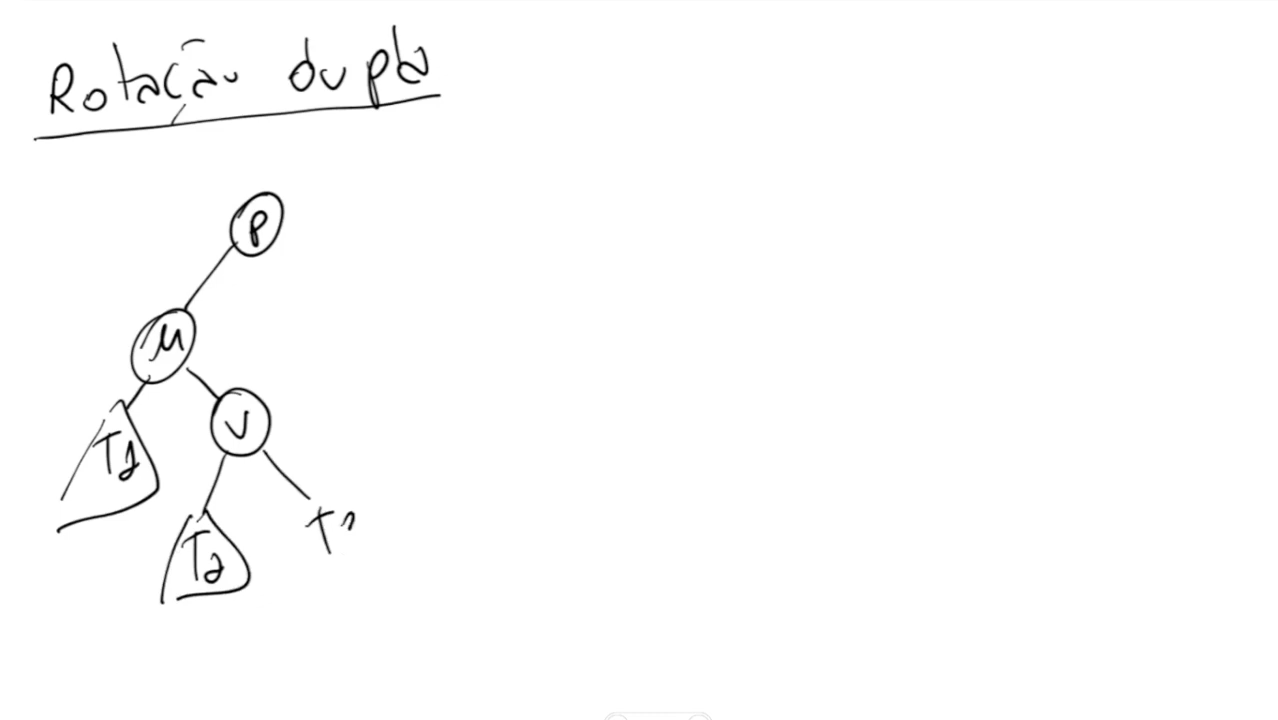 Rotação dupla
P
μ
V
T1
T2
T